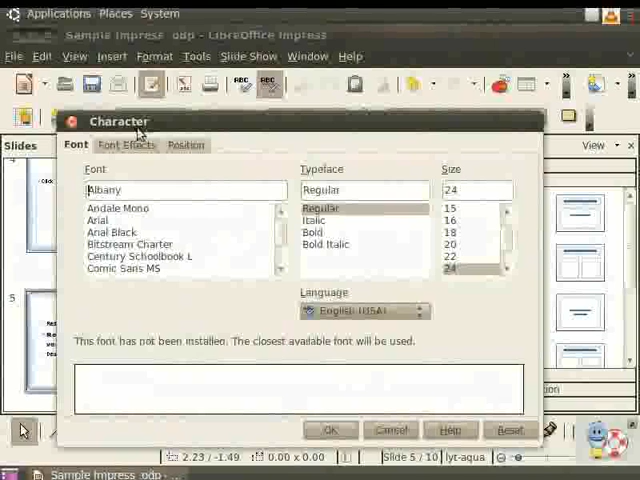 Applications Places System
Sample Impress .odp - LibreOffice Impress
File Edit View Insert Format Tools Slide Show Window Help
Character
Slides
View
Font Font Effects Position
Font Typeface Size
Albany Regular 24
Andale Mono Regular 15
Arial Italic 16
Arial Black Bold 18
Bitstream Charter Bold Italic 20
Century Schoolbook L 22
Comic Sans MS 24
Language
5
English (USA)
This font has not been installed. The closest available font will be used.
OK Cancel Help Reset
2.23 / -1.49 0.00 x 0.00 Slide 5 / 10 lyt-aqua
Sample Impress .odp - ...